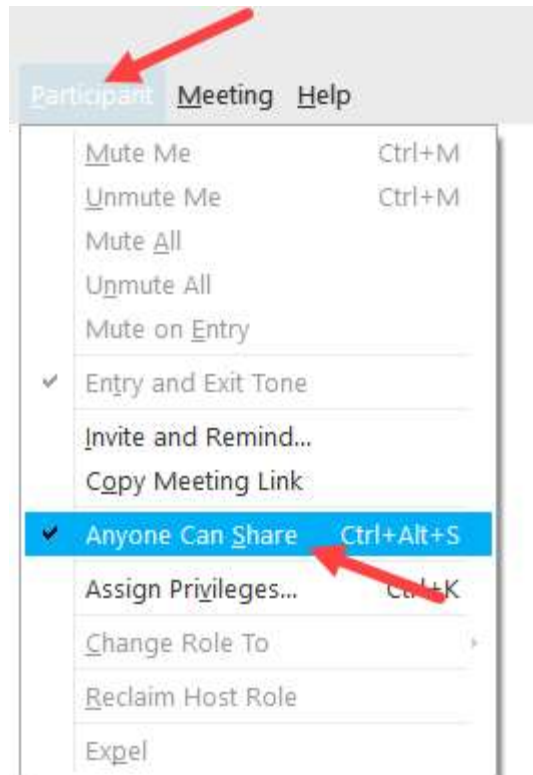 Participant Meeting Help
Mute Me Ctrl+M
Unmute Me Ctrl+M
Mute All
Unmute All
Mute on Entry
Entry and Exit Tone
Invite and Remind...
Copy Meeting Link
Anyone Can Share Ctrl+Alt+S
Assign Privileges... Ctrl+K
Change Role To
Reclaim Host Role
Expel